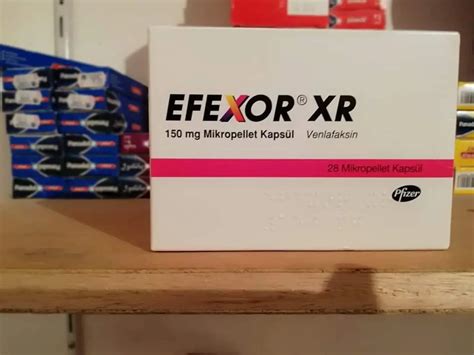 EFEXOR® XR
150 mg Mikropellet Kapsül Venlafaksin
28 Mikropellet Kapsül
Pfizer